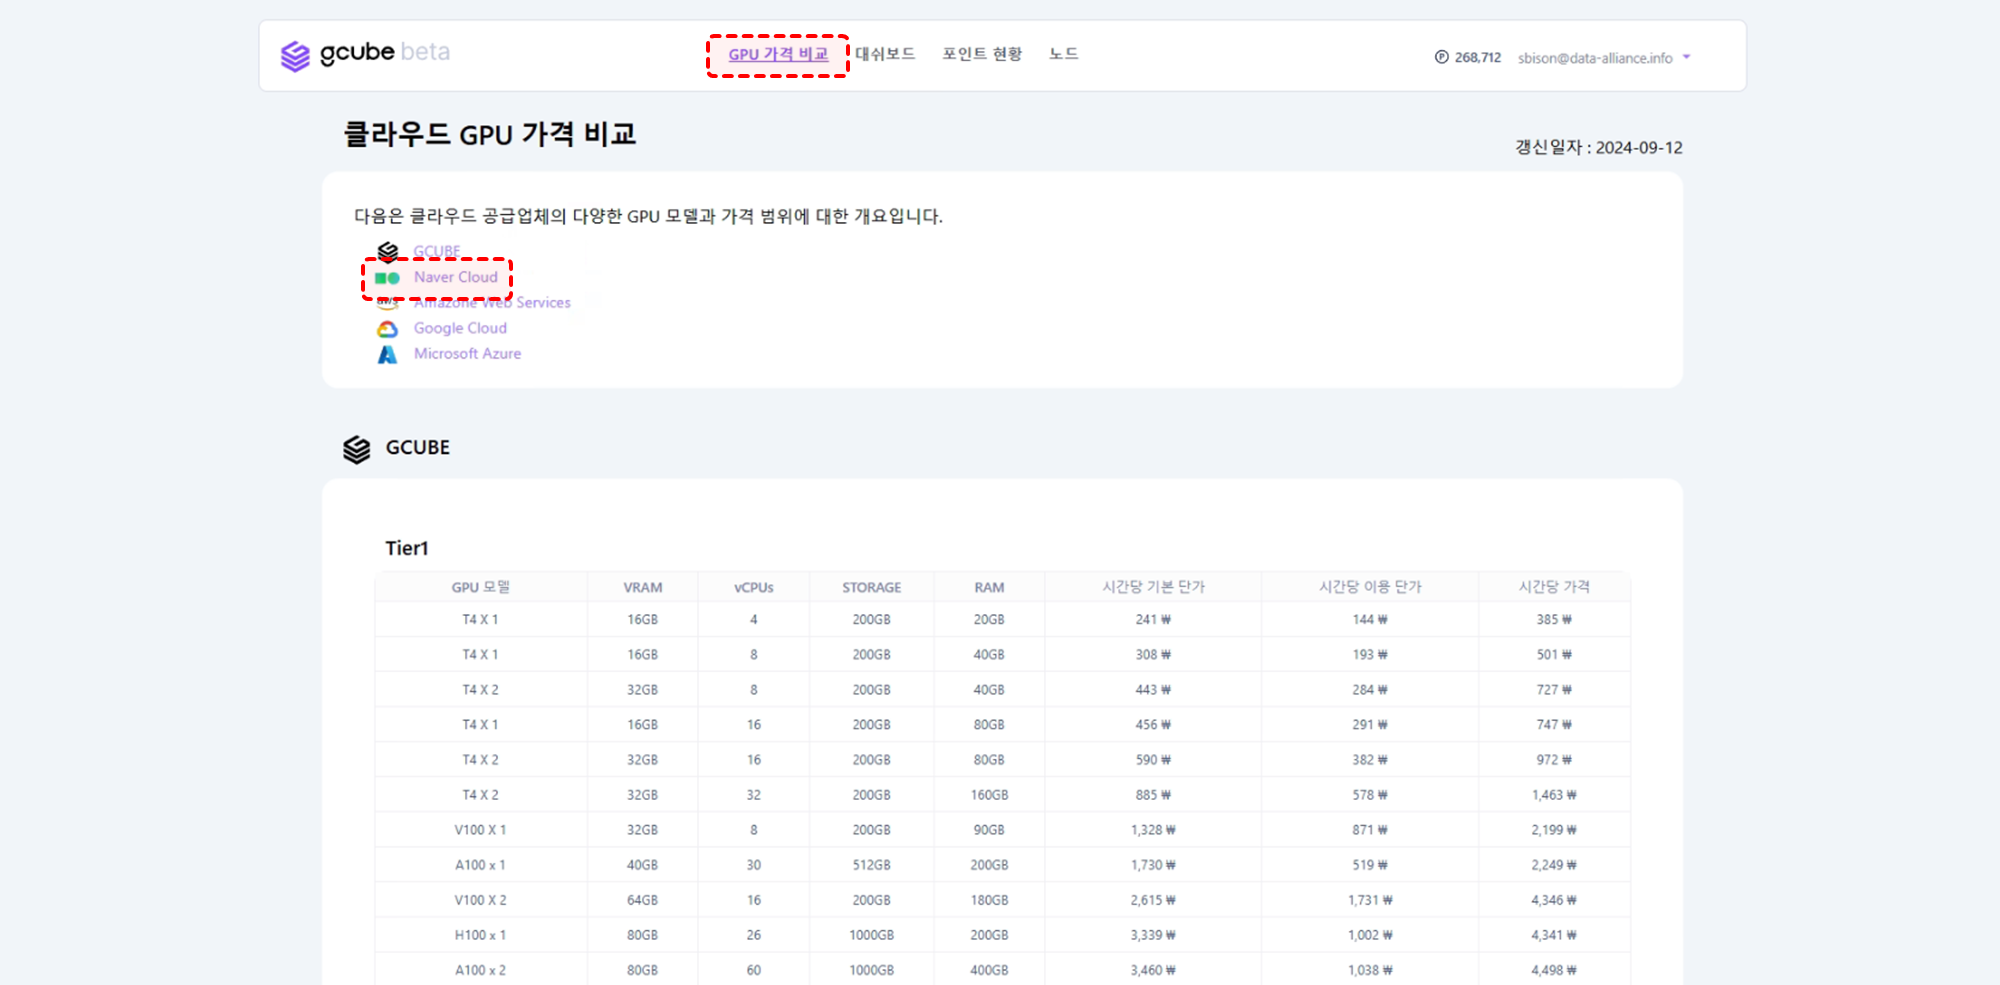 gcube beta
GPU 가격 비교 대쉬보드 포인트 현황 노드
P 268,712 sbison@data-alliance.info
클라우드 GPU 가격 비교
갱신일자 : 2024-09-12
다음은 클라우드 공급업체의 다양한 GPU 모델과 가격 범위에 대한 개요입니다.
GCUBE
Naver Cloud
aws Amazone Web Services
Google Cloud
Microsoft Azure
GCUBE
Tier1
GPU 모델 VRAM vCPUs STORAGE RAM 시간당 기본 단가 시간당 이용 단가 시간당 가격
T4 X 1 16GB 4 200GB 20GB 241 ₩ 144 ₩ 385 ₩
T4 X 1 16GB 8 200GB 40GB 308 ₩ 193 ₩ 501 ₩
T4 X 2 32GB 8 200GB 40GB 443 ₩ 284 ₩ 727 ₩
T4 X 1 16GB 16 200GB 80GB 456 ₩ 291 ₩ 747 ₩
T4 X 2 32GB 16 200GB 80GB 590 ₩ 382 ₩ 972 ₩
T4 X 2 32GB 32 200GB 160GB 885 ₩ 578 ₩ 1,463 ₩
V100 X 1 32GB 8 200GB 90GB 1,328 ₩ 871 ₩ 2,199 ₩
A100 x 1 40GB 30 512GB 200GB 1,730 ₩ 519 ₩ 2,249 ₩
V100 X 2 64GB 16 200GB 180GB 2,615 ₩ 1,731 ₩ 4,346 ₩
H100 x 1 80GB 26 1000GB 200GB 3,339 ₩ 1,002 ₩ 4,341 ₩
A100 x 2 80GB 60 1000GB 400GB 3,460 ₩ 1,038 ₩ 4,498 ₩